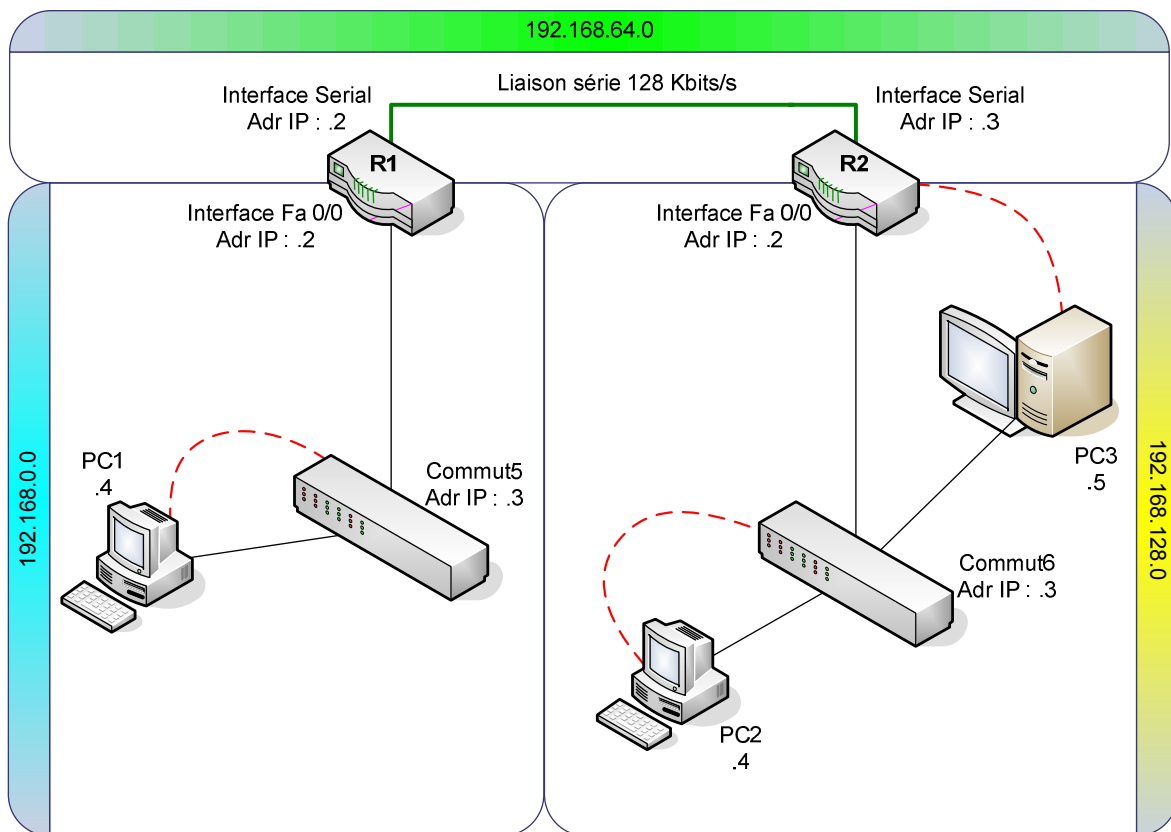 192.168.64.0
Liaison série 128 Kbits/s
Interface Serial
Adr IP : .2
Interface Serial
Adr IP : .3
R1
R2
Interface Fa 0/0
Adr IP : .2
Interface Fa 0/0
Adr IP : .2
192.168.0.0
PC1
.4
Commut5
Adr IP : .3
PC3
.5
192.168.128.0
Commut6
Adr IP : .3
PC2
.4